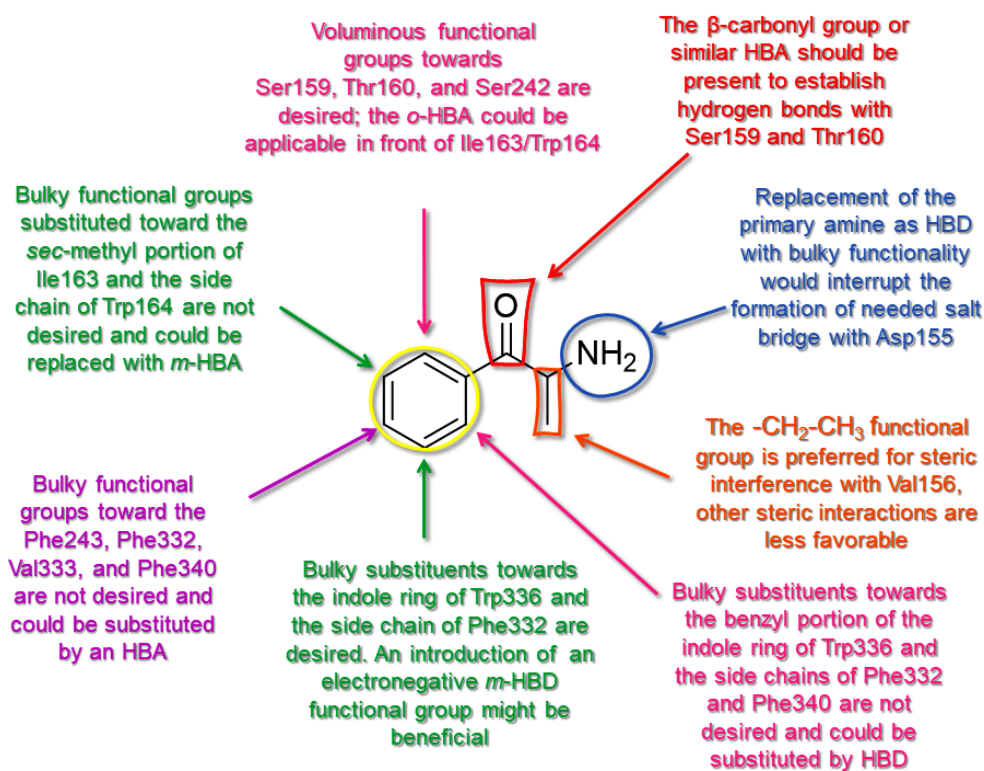 Voluminous functional
groups towards
Ser159, Thr160, and Ser242 are
desired; the o-HBA could be
applicable in front of Ile163/Trp164
The β-carbonyl group or
similar HBA should be
present to establish
hydrogen bonds with
Ser159 and Thr160
Bulky functional groups
substituted toward the
sec-methyl portion of
Ile163 and the side
chain of Trp164 are not
desired and could be
replaced with m-HBA
Replacement of the
primary amine as HBD
with bulky functionality
would interrupt the
formation of needed salt
bridge with Asp155
O
NH₂
The -CH₂-CH₃ functional
group is preferred for steric
interference with Val156,
other steric interactions are
less favorable
Bulky functional
groups toward the
Phe243, Phe332,
Val333, and Phe340
are not desired and
could be substituted
by an HBA
Bulky substituents towards
the indole ring of Trp336 and
the side chain of Phe332 are
desired. An introduction of an
electronegative m-HBD
functional group might be
beneficial
Bulky substituents towards
the benzyl portion of the
indole ring of Trp336 and
the side chains of Phe332
and Phe340 are not
desired and could be
substituted by HBD